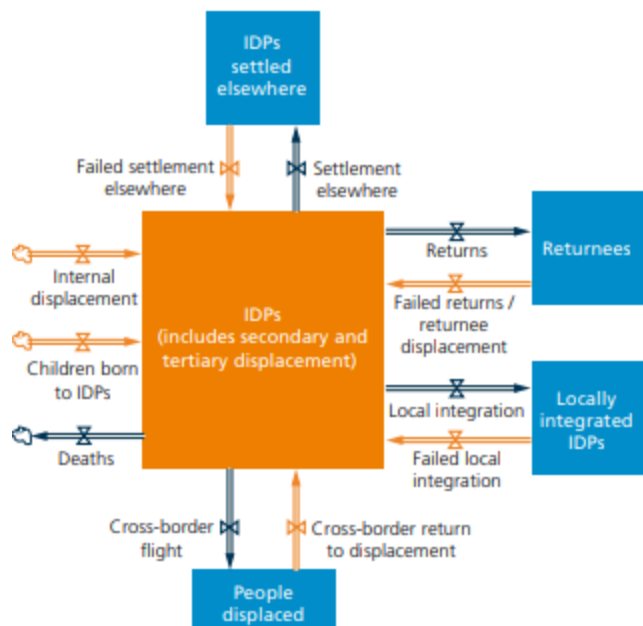 IDPs
settled
elsewhere
Failed settlement
elsewhere
Settlement
elsewhere
Internal
displacement
Children born
to IDPs
Deaths
IDPs
(includes secondary and
tertiary displacement)
Returns
Returnees
Failed returns /
returnee
displacement
Local integration
Locally
integrated
IDPs
Failed local
integration
Cross-border
flight
Cross-border return
to displacement
People
displaced